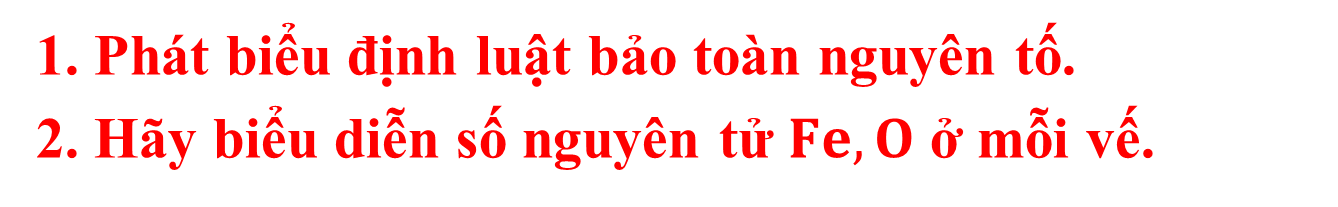 1. Phát biểu định luật bảo toàn nguyên tố.
2. Hãy biểu diễn số nguyên tử Fe, O ở mỗi vế.